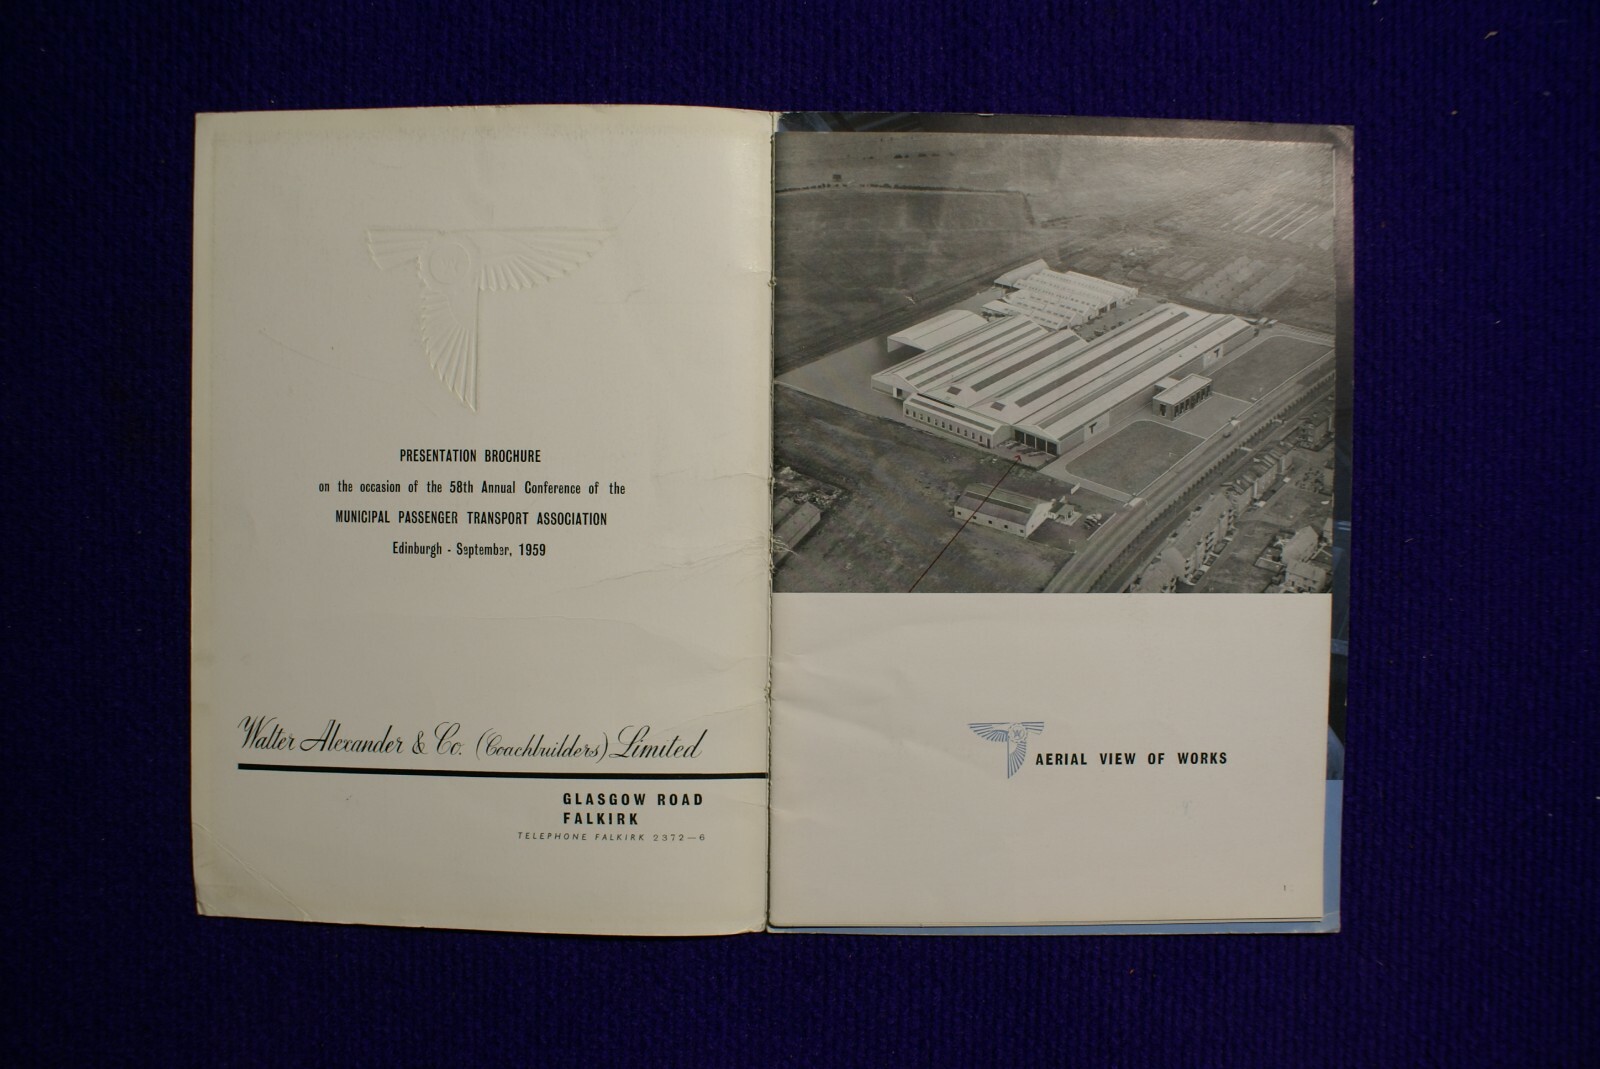 PRESENTATION BROCHURE
on the occasion of the 58th Annual Conference of the
MUNICIPAL PASSENGER TRANSPORT ASSOCIATION
Edinburgh - September, 1959
Walter Alexander & Co. (Coachbuilders) Limited
GLASGOW ROAD
FALKIRK
TELEPHONE FALKIRK 2372—6
AERIAL VIEW OF WORKS
1